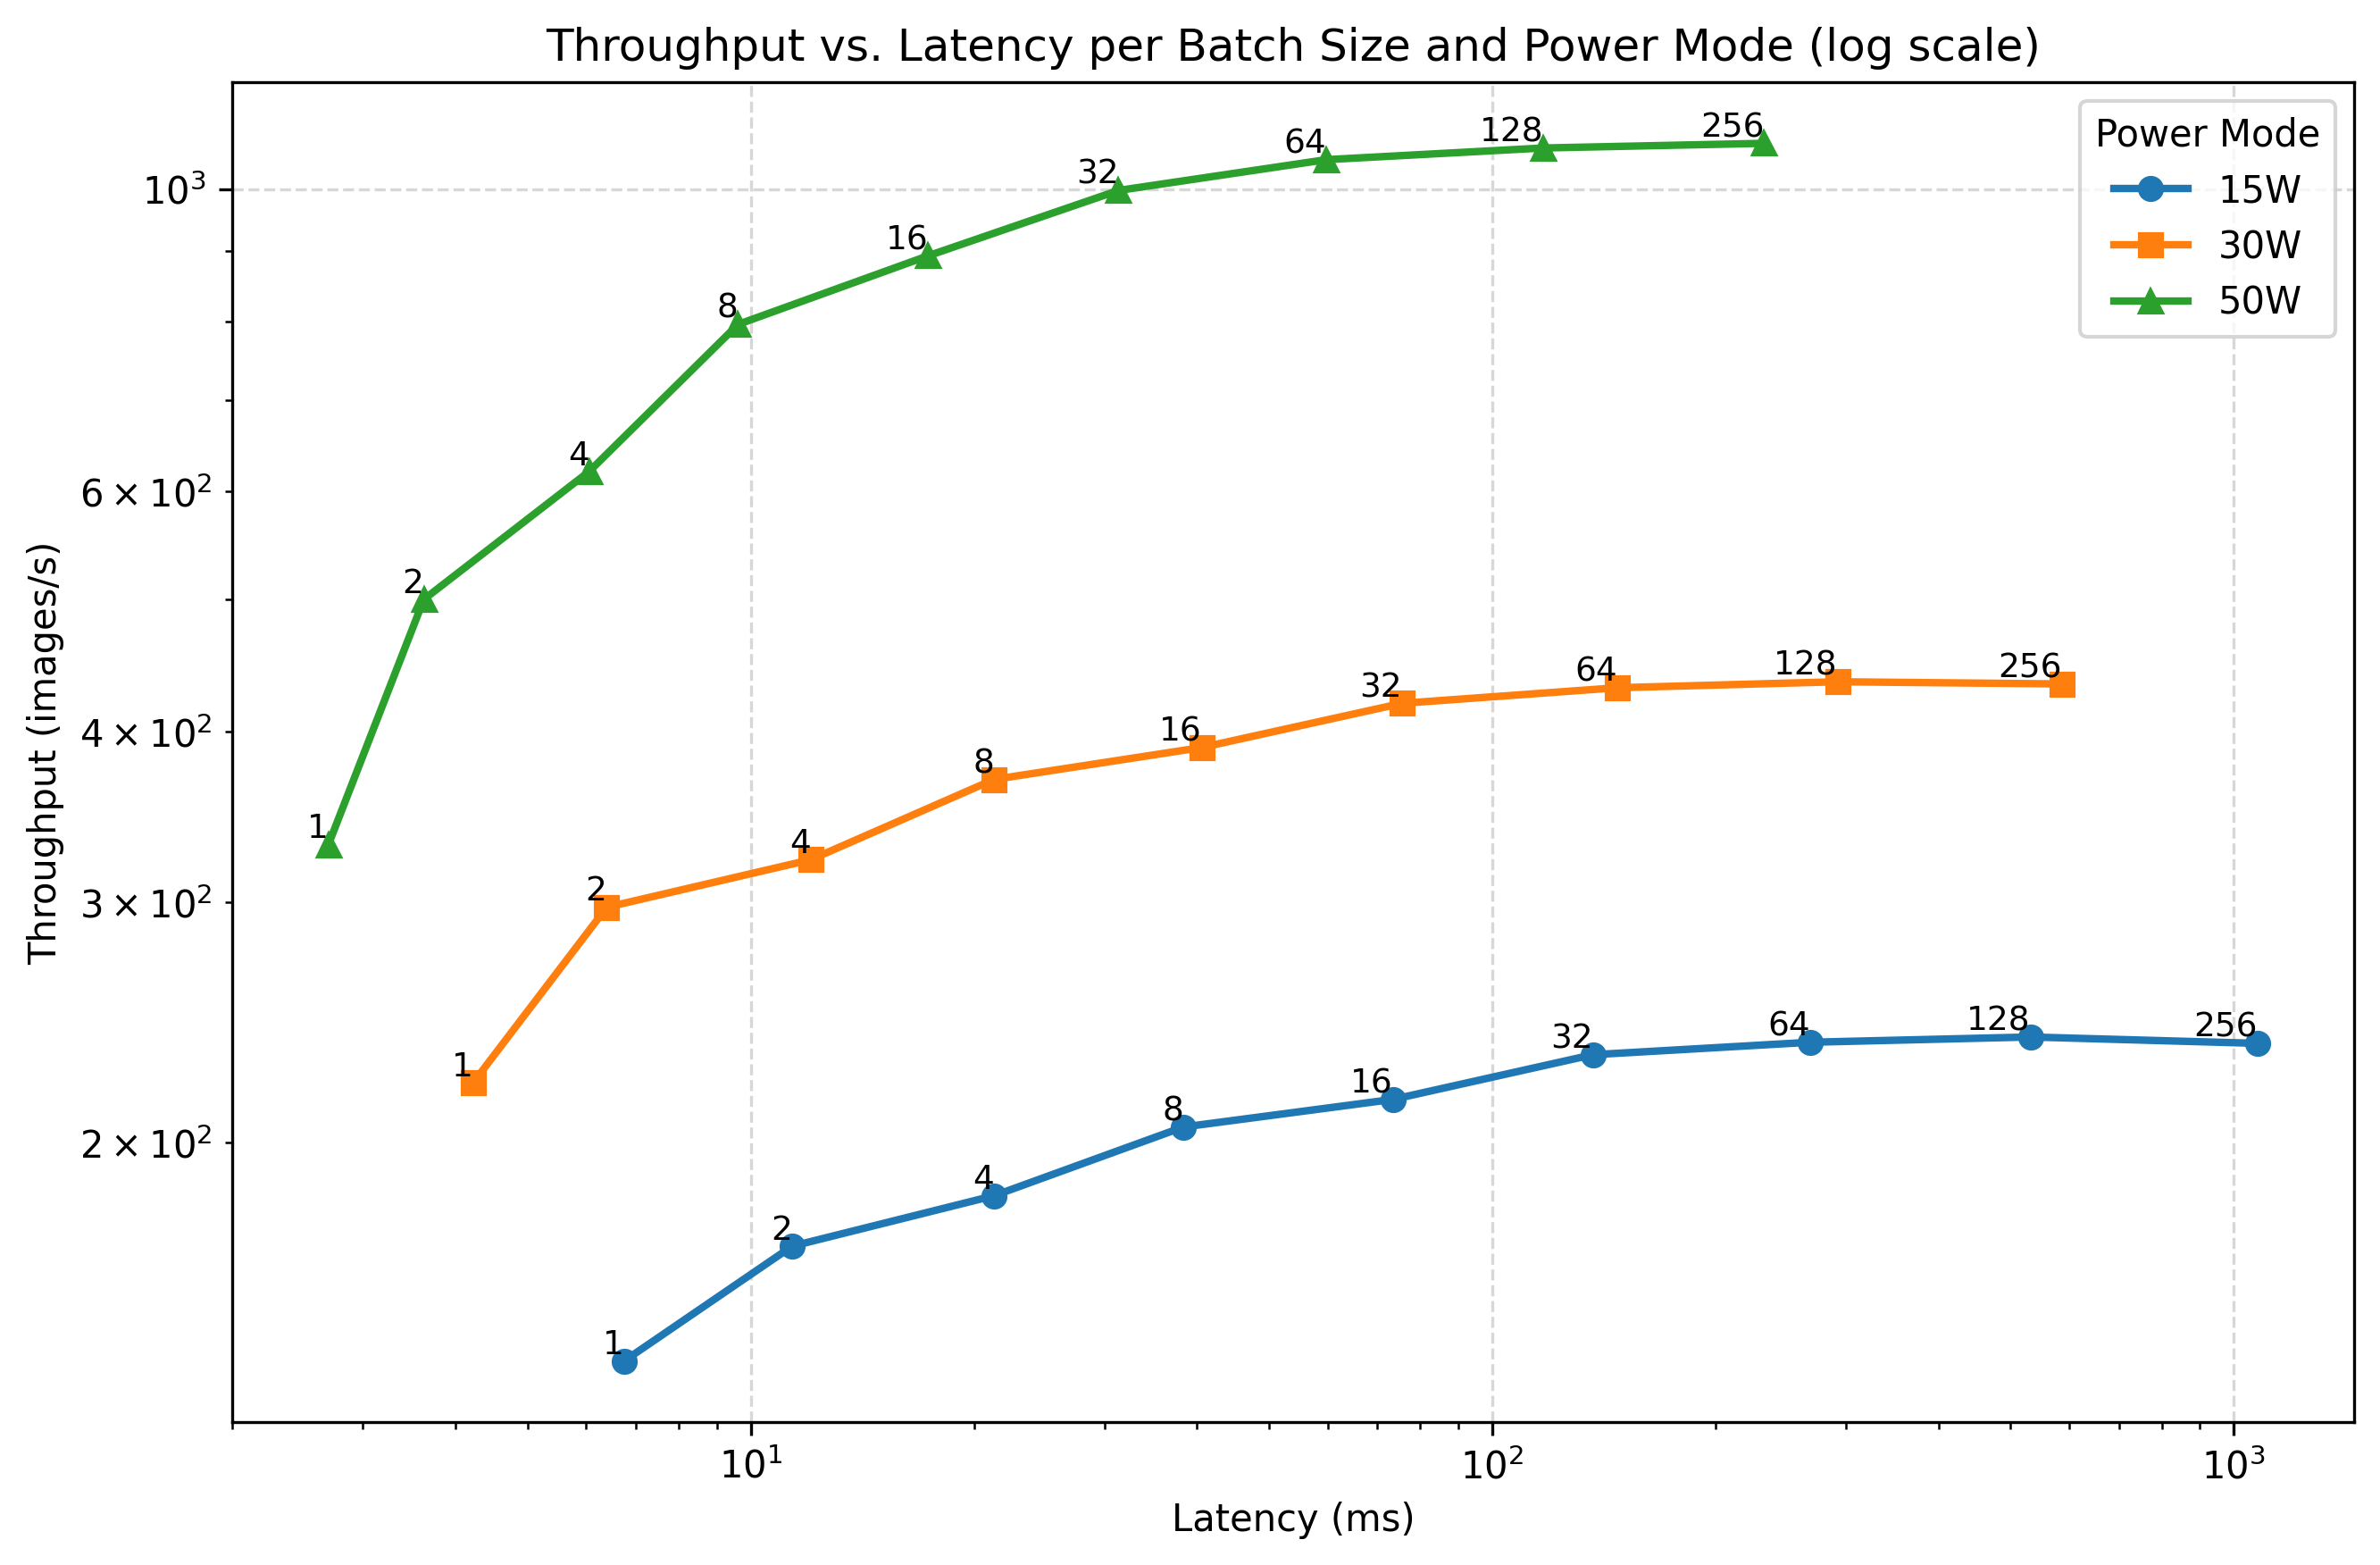 Throughput vs. Latency per Batch Size and Power Mode (log scale)
Power Mode
15W
30W
50W
Throughput (images/s)
10³
6 × 10²
4 × 10²
3 × 10²
2 × 10²
1
2
4
8
16
32
64
128
256
1
2
4
8
16
32
64
128
256
1
2
4
8
16
32
64
128
256
10¹
10²
10³
Latency (ms)